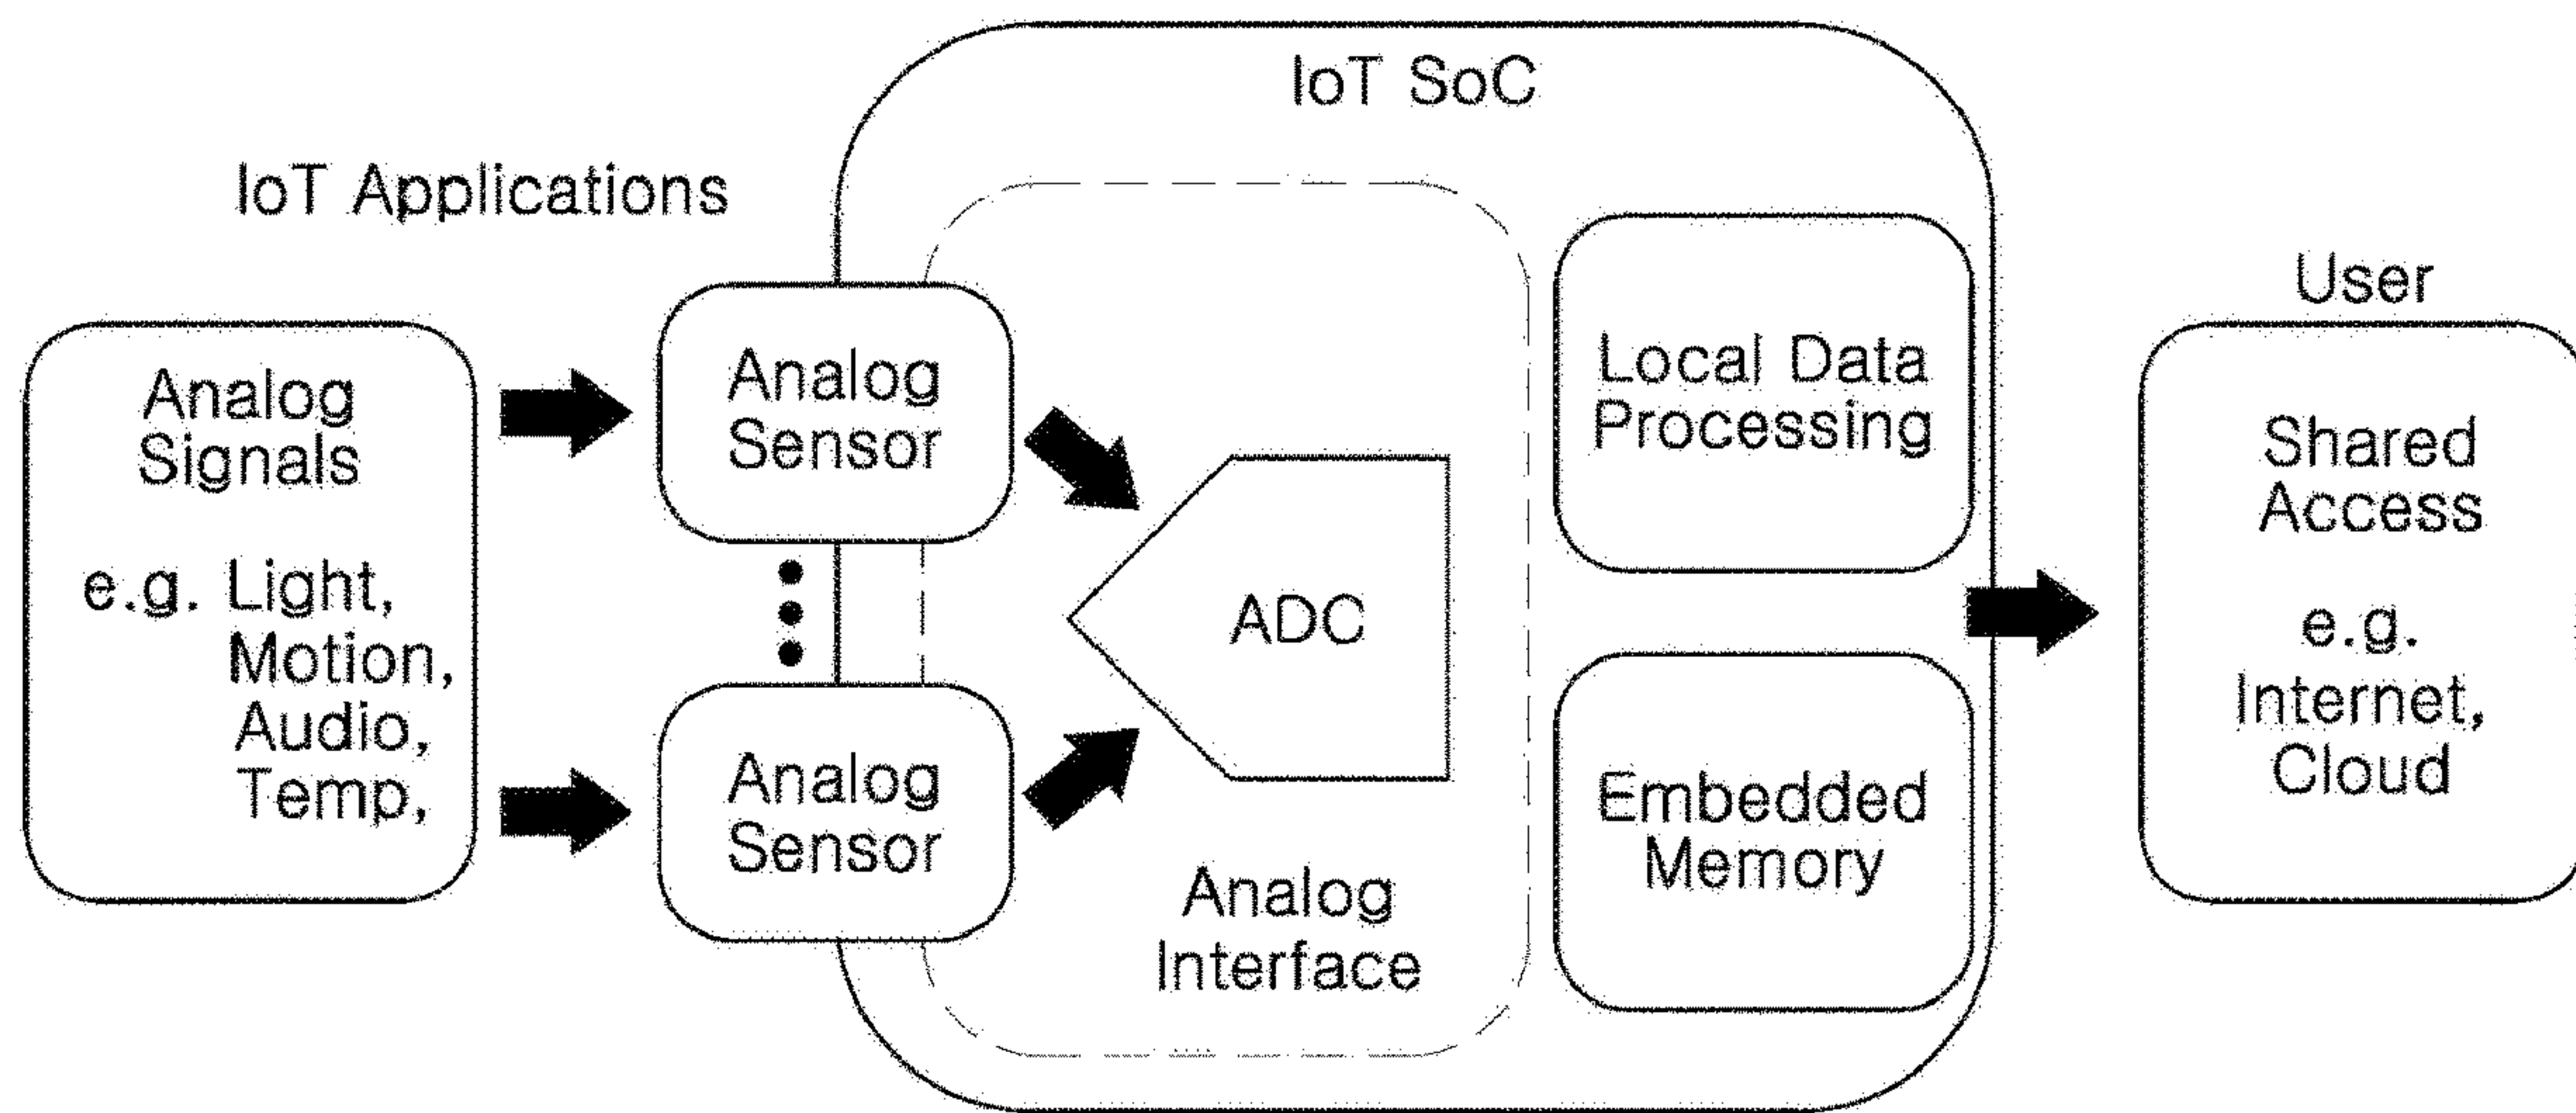 IoT SoC
IoT Applications
Analog
Signals
e.g. Light,
Motion,
Audio,
Temp,
Analog
Sensor
Analog
Sensor
ADC
Analog
Interface
Local Data
Processing
Embedded
Memory
User
Shared
Access
e.g.
Internet,
Cloud